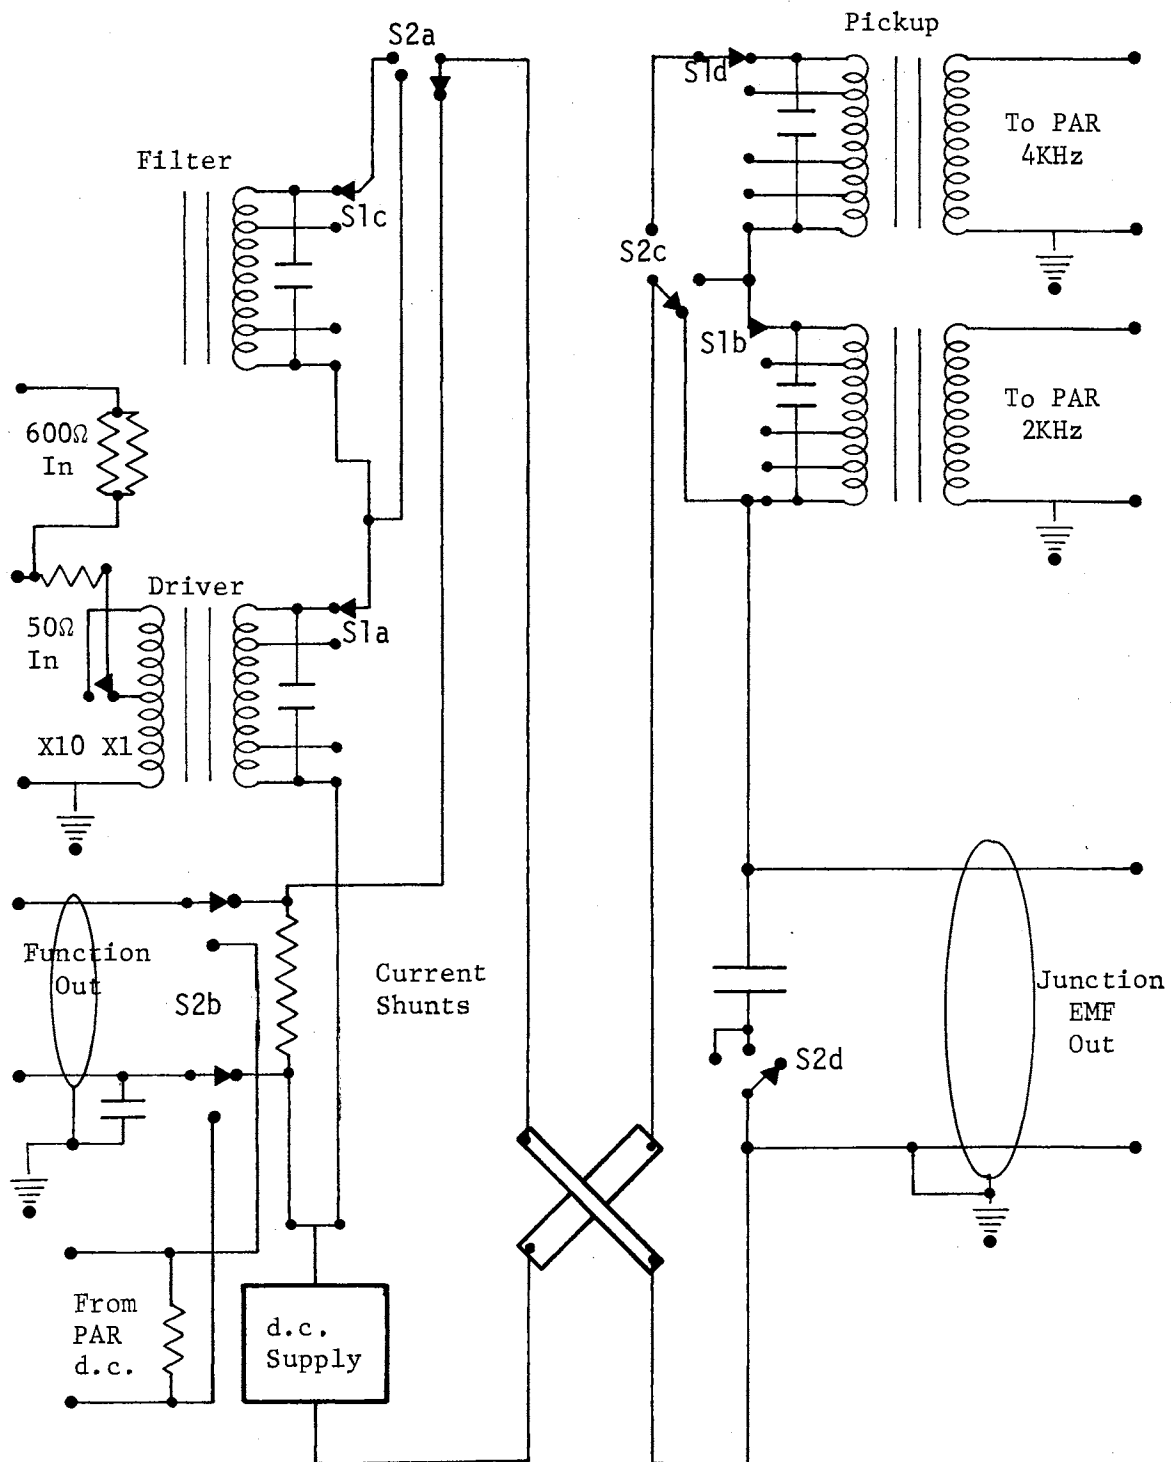 Pickup
S2a
S1d
To PAR
4KHz
Filter
S1c
S2c
S1b
To PAR
2KHz
600Ω
In
Driver
50Ω
In
S1a
X10 X1
Function
Out
S2b
Current
Shunts
Junction
EMF
Out
S2d
From
PAR
d.c.
d.c.
Supply